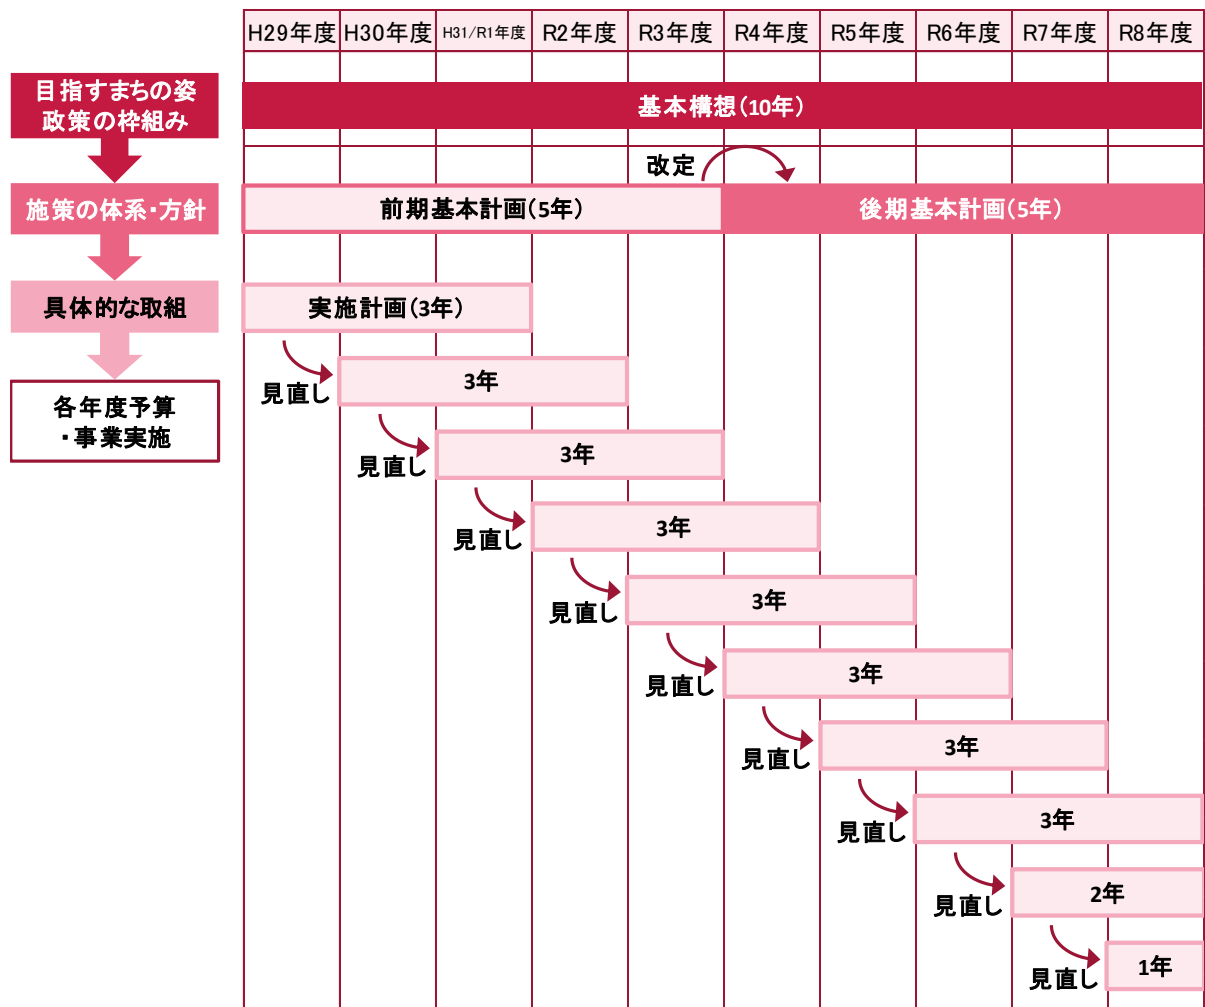 H29年度 H30年度 H31/R1年度 R2年度 R3年度 R4年度 R5年度 R6年度 R7年度 R8年度
目指すまちの姿
政策の枠組み
基本構想(10年)
改定
施策の体系・方針
前期基本計画(5年)
後期基本計画(5年)
具体的な取組
実施計画(3年)
各年度予算
・事業実施
見直し
3年
見直し
3年
見直し
3年
見直し
3年
見直し
3年
見直し
3年
見直し
3年
見直し
2年
見直し
1年